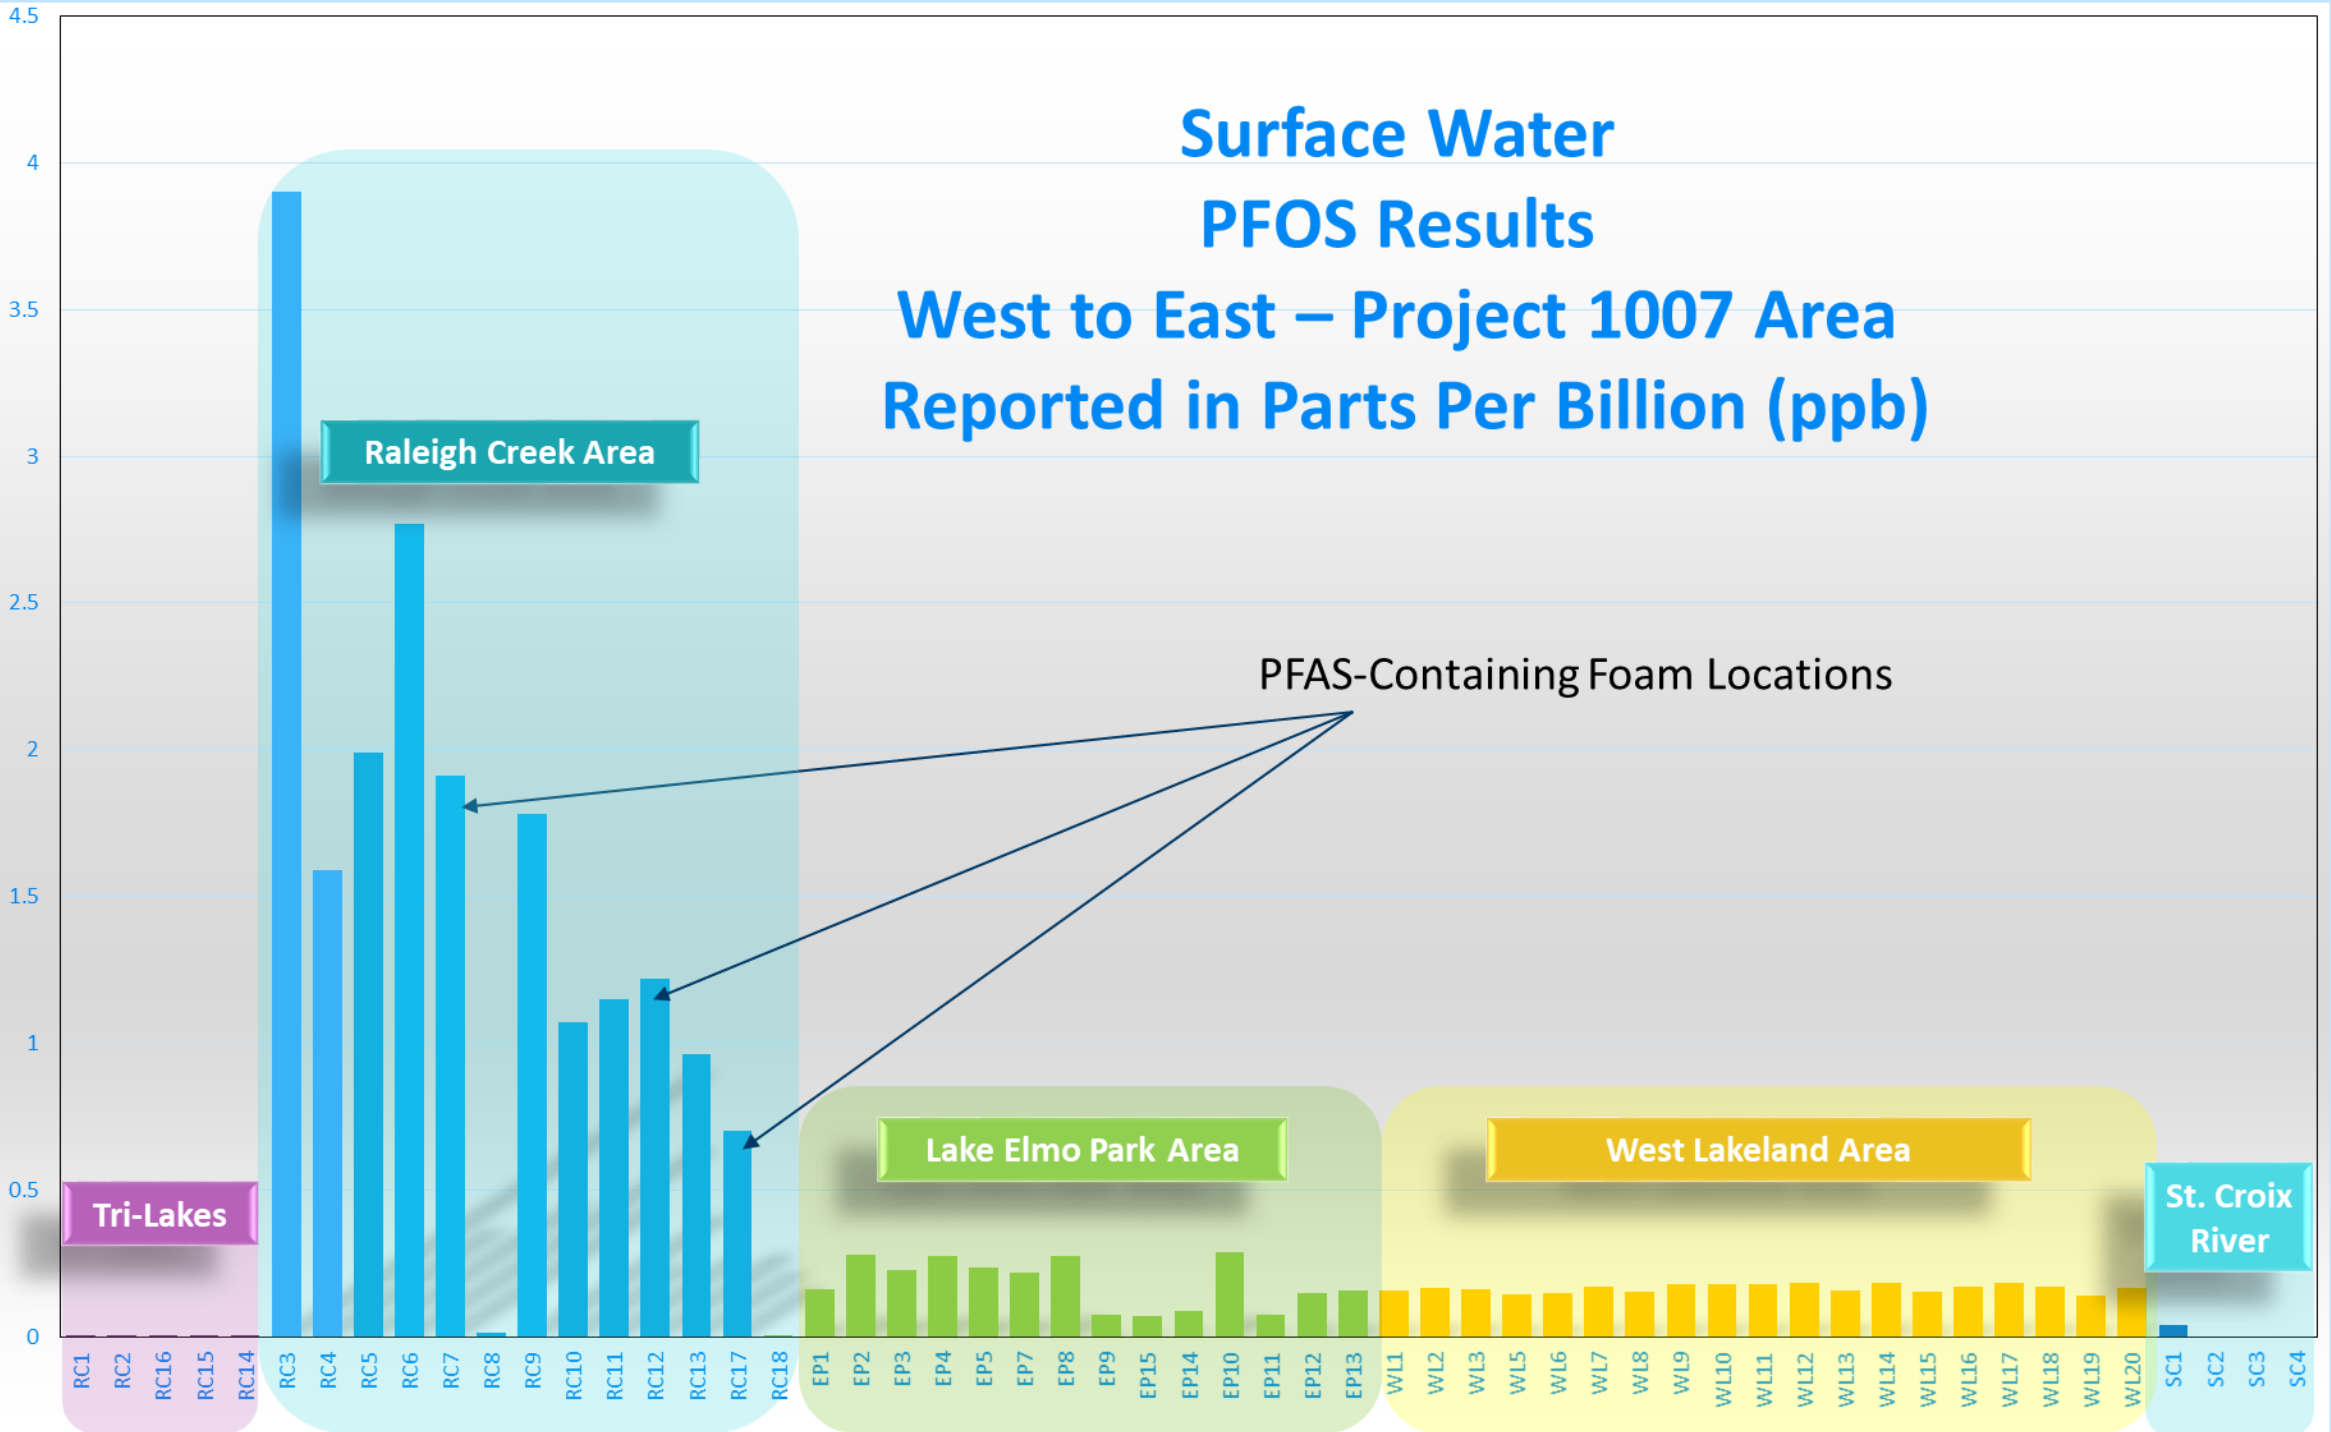 Surface Water
PFOS Results
West to East – Project 1007 Area
Reported in Parts Per Billion (ppb)
4.5
4
3.5
3
2.5
2
1.5
1
0.5
0
Raleigh Creek Area
PFAS-Containing Foam Locations
Lake Elmo Park Area
West Lakeland Area
Tri-Lakes
St. Croix
River
RC1
RC2
RC16
RC15
RC14
RC3
RC4
RC5
RC6
RC7
RC8
RC9
RC10
RC11
RC12
RC13
RC17
RC18
EP1
EP2
EP3
EP4
EP5
EP7
EP8
EP9
EP15
EP14
EP10
EP11
EP12
EP13
WL1
WL2
WL3
WL5
WL6
WL7
WL8
WL9
WL10
WL11
WL12
WL13
WL14
WL15
WL16
WL17
WL18
WL19
WL20
SC1
SC2
SC3
SC4